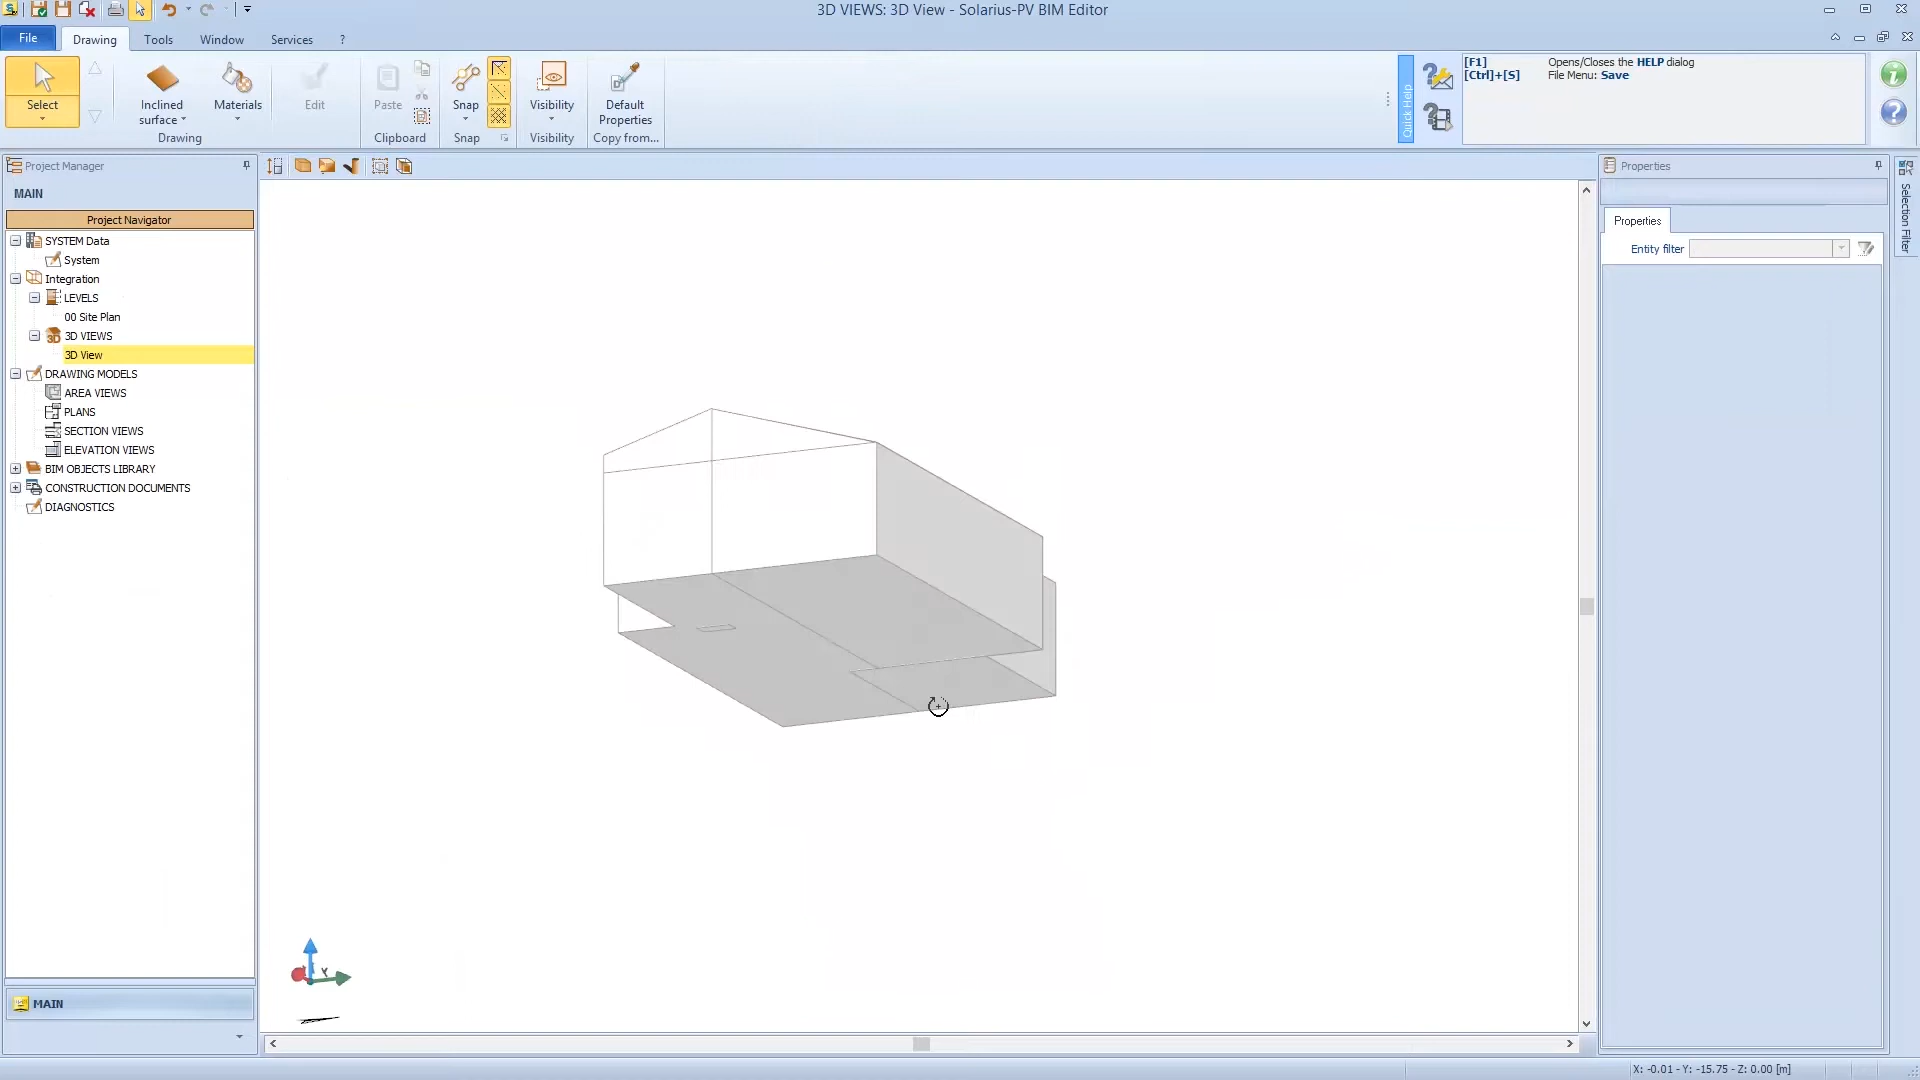 3D VIEWS: 3D View - Solarius-PV BIM Editor
File
Drawing
Tools
Window
Services
?
Select
Inclined
surface
Materials
Drawing
Edit
Paste
Clipboard
Snap
Snap
Visibility
Visibility
Default
Properties
Copy from...
Quick Help
[F1] Opens/Closes the HELP dialog
[Ctrl]+[S] File Menu: Save
Project Manager
MAIN
Project Navigator
SYSTEM Data
System
Integration
LEVELS
00 Site Plan
3D VIEWS
3D View
DRAWING MODELS
AREA VIEWS
PLANS
SECTION VIEWS
ELEVATION VIEWS
BIM OBJECTS LIBRARY
CONSTRUCTION DOCUMENTS
DIAGNOSTICS
MAIN
Y
Properties
Properties
Entity filter
Selection Filter
X: -0.01 - Y: -15.75 - Z: 0.00 [m]